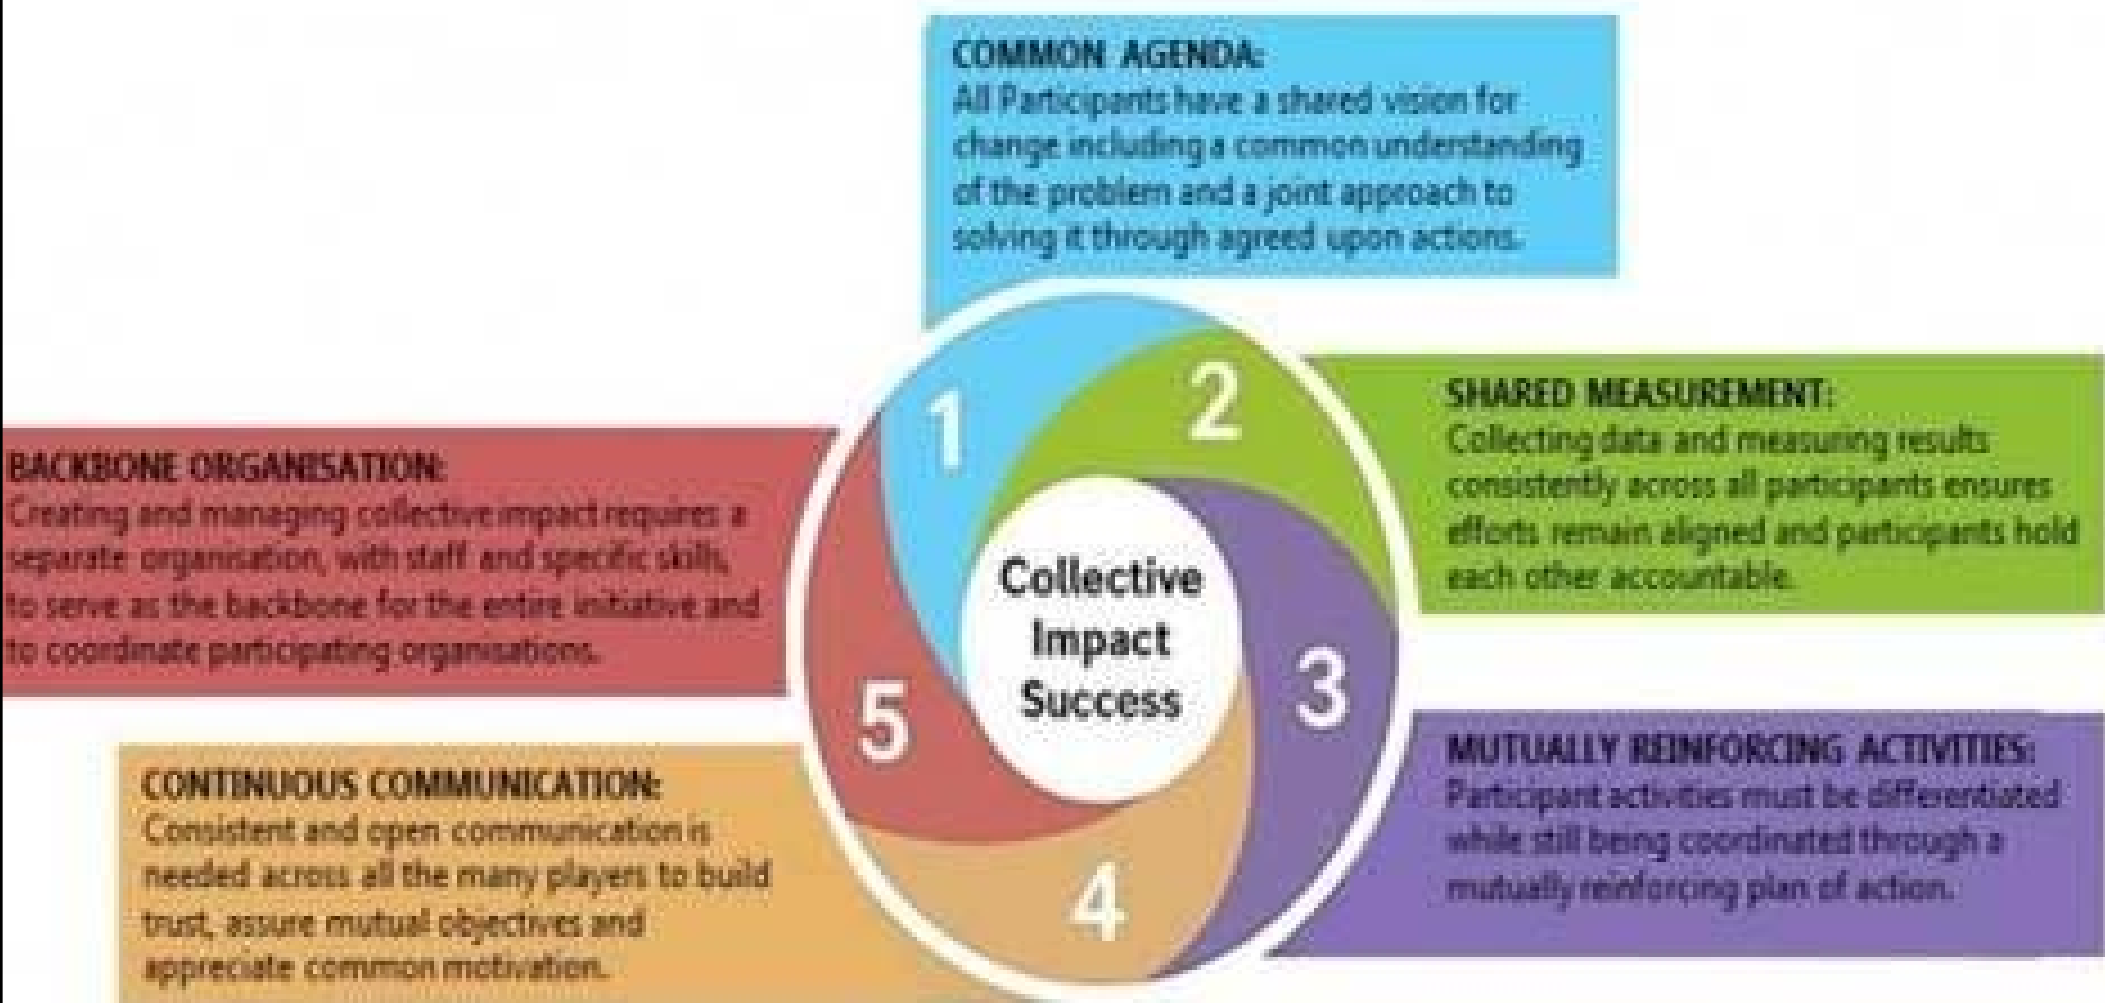 COMMON AGENDA:
All Participants have a shared vision for
change including a common understanding
of the problem and a joint approach to
solving it through agreed upon actions.
1
2
SHARED MEASUREMENT:
Collecting data and measuring results
consistently across all participants ensures
efforts remain aligned and participants hold
each other accountable.
3
MUTUALLY REINFORCING ACTIVITIES:
Participant activities must be differentiated
while still being coordinated through a
mutually reinforcing plan of action.
4
CONTINUOUS COMMUNICATION:
Consistent and open communication is
needed across all the many players to build
trust, assure mutual objectives and
appreciate common motivation.
5
BACKBONE ORGANISATION:
Creating and managing collective impact requires a
separate organisation, with staff and specific skills,
to serve as the backbone for the entire initiative and
to coordinate participating organisations.
Collective
Impact
Success